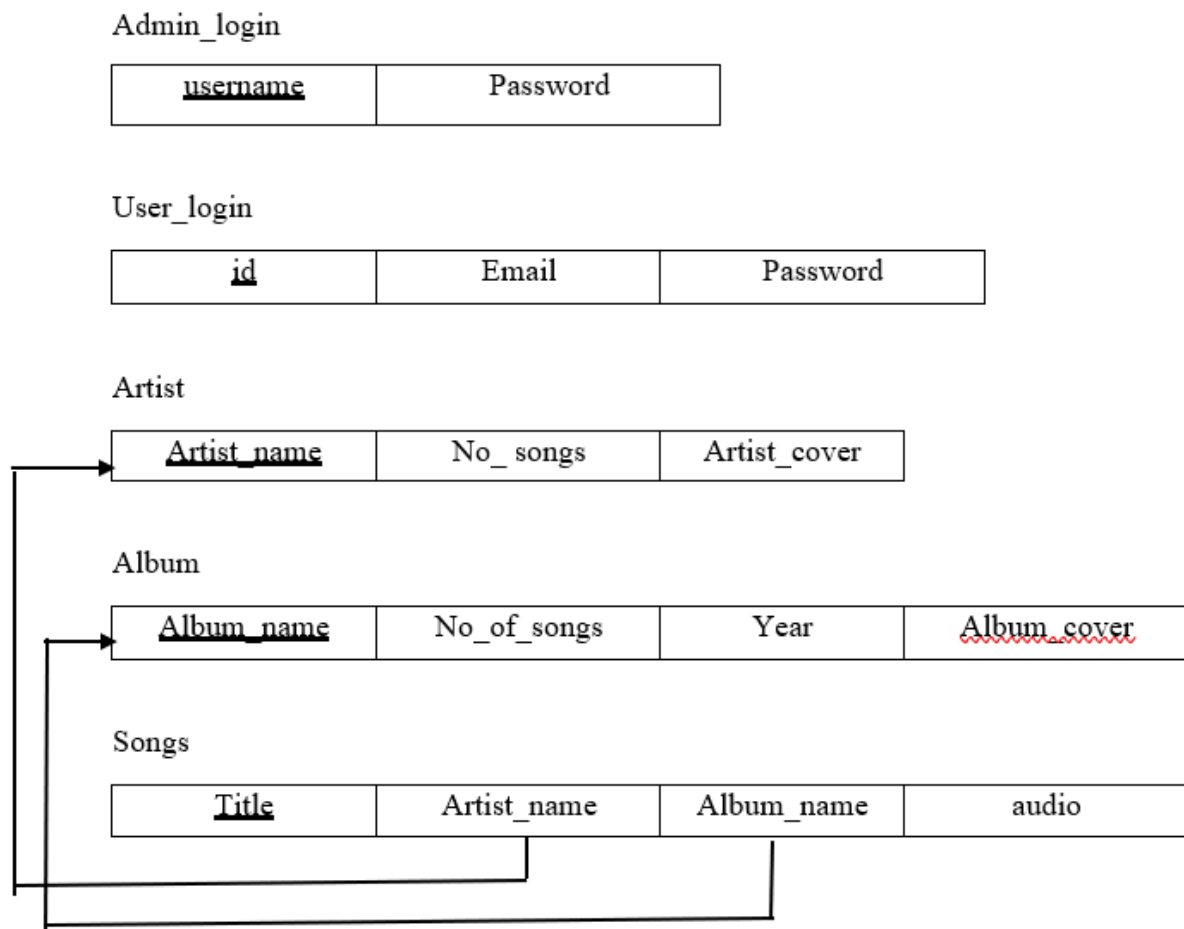 Admin_login
username Password
User_login
id Email Password
Artist
Artist_name No_ songs Artist_cover
Album
Album_name No_of_songs Year Album_cover
Songs
Title Artist_name Album_name audio